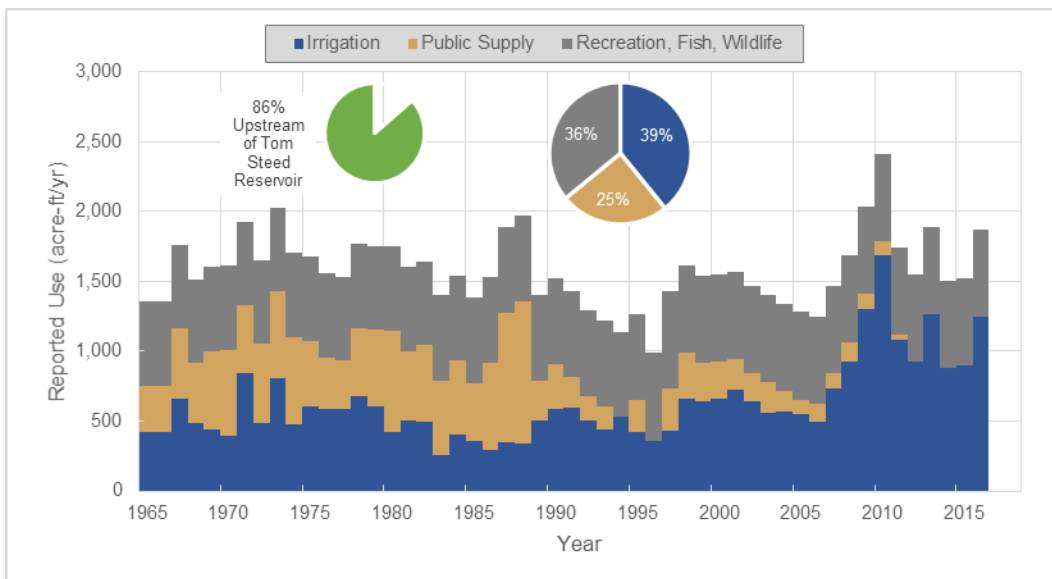 Irrigation Public Supply Recreation, Fish, Wildlife
3,000
2,500
2,000
1,500
1,000
500
0
Reported Use (acre-ft/yr)
86%
Upstream
of Tom
Steed
Reservoir
36%
39%
25%
1965 1970 1975 1980 1985 1990 1995 2000 2005 2010 2015
Year